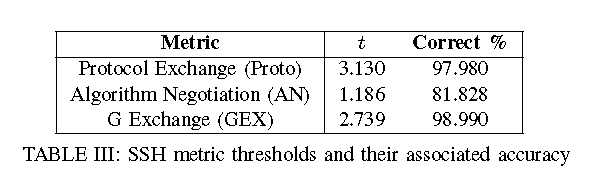 Metric t Correct %
Protocol Exchange (Proto) 3.130 97.980
Algorithm Negotiation (AN) 1.186 81.828
G Exchange (GEX) 2.739 98.990
TABLE III: SSH metric thresholds and their associated accuracy